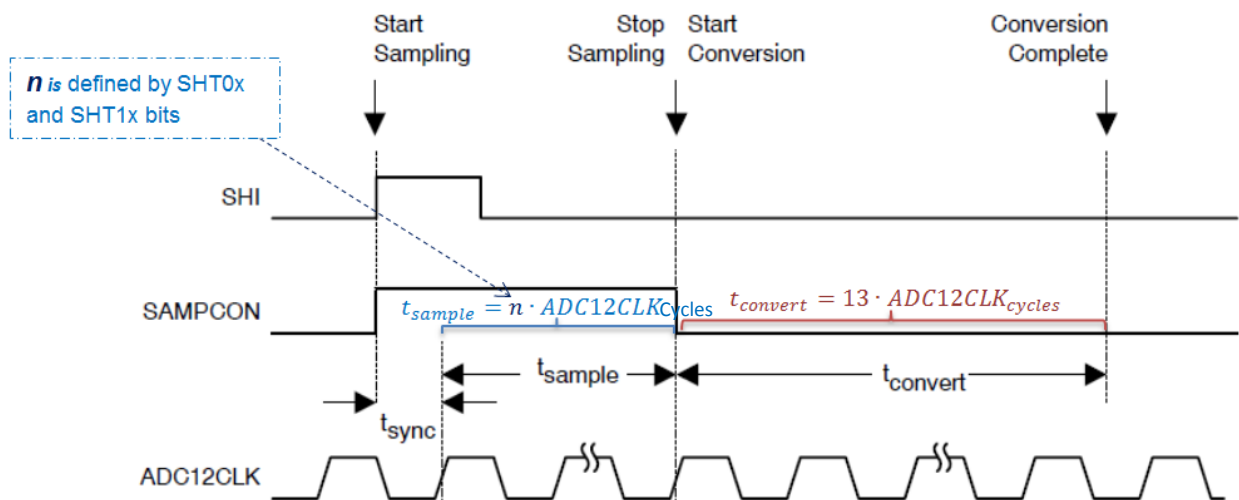 Start
Sampling
Stop
Sampling
Start
Conversion
Conversion
Complete
n is defined by SHT0x
and SHT1x bits
SHI
SAMPCON
t_sample = n · ADC12CLKCycles
t_convert = 13 · ADC12CLK_cycles
t_sample
t_convert
t_sync
ADC12CLK